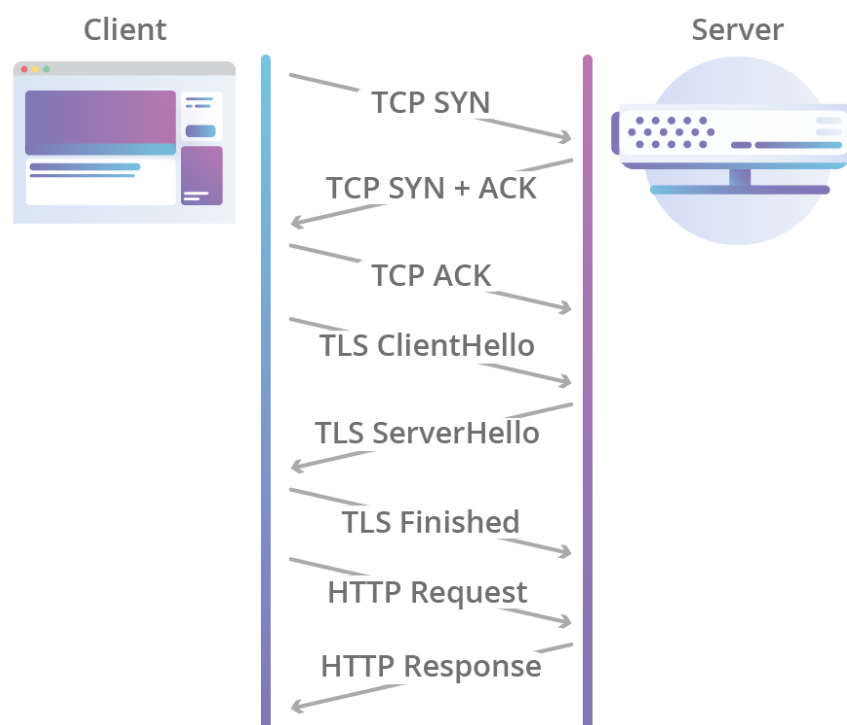 Client
Server
TCP SYN
TCP SYN + ACK
TCP ACK
TLS ClientHello
TLS ServerHello
TLS Finished
HTTP Request
HTTP Response